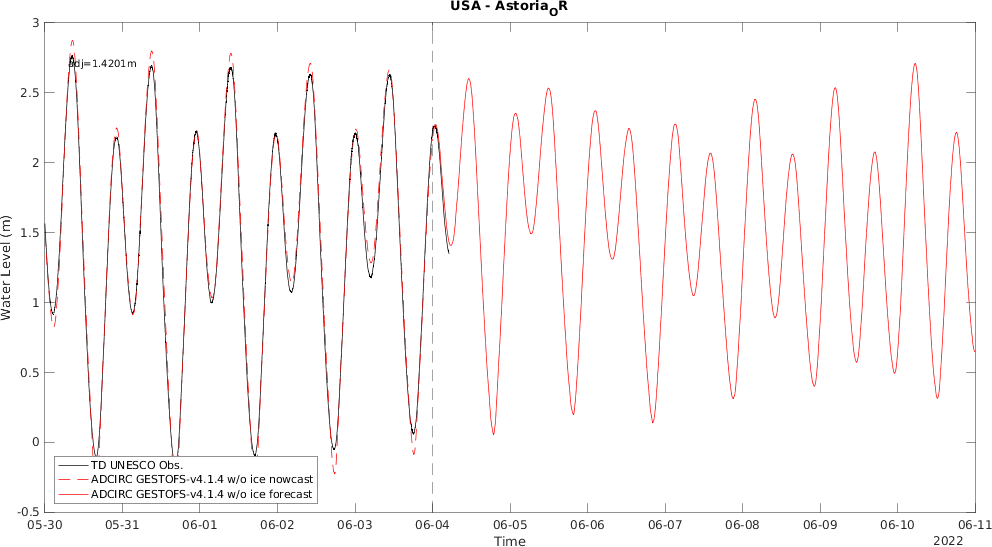 USA - Astoria_OR
3
2.5
2
1.5
1
0.5
0
-0.5
Water Level (m)
adj=1.4201m
TD UNESCO Obs.
ADCIRC GESTOFS-v4.1.4 w/o ice nowcast
ADCIRC GESTOFS-v4.1.4 w/o ice forecast
05-30 05-31 06-01 06-02 06-03 06-04 06-05 06-06 06-07 06-08 06-09 06-10 06-11
Time
2022